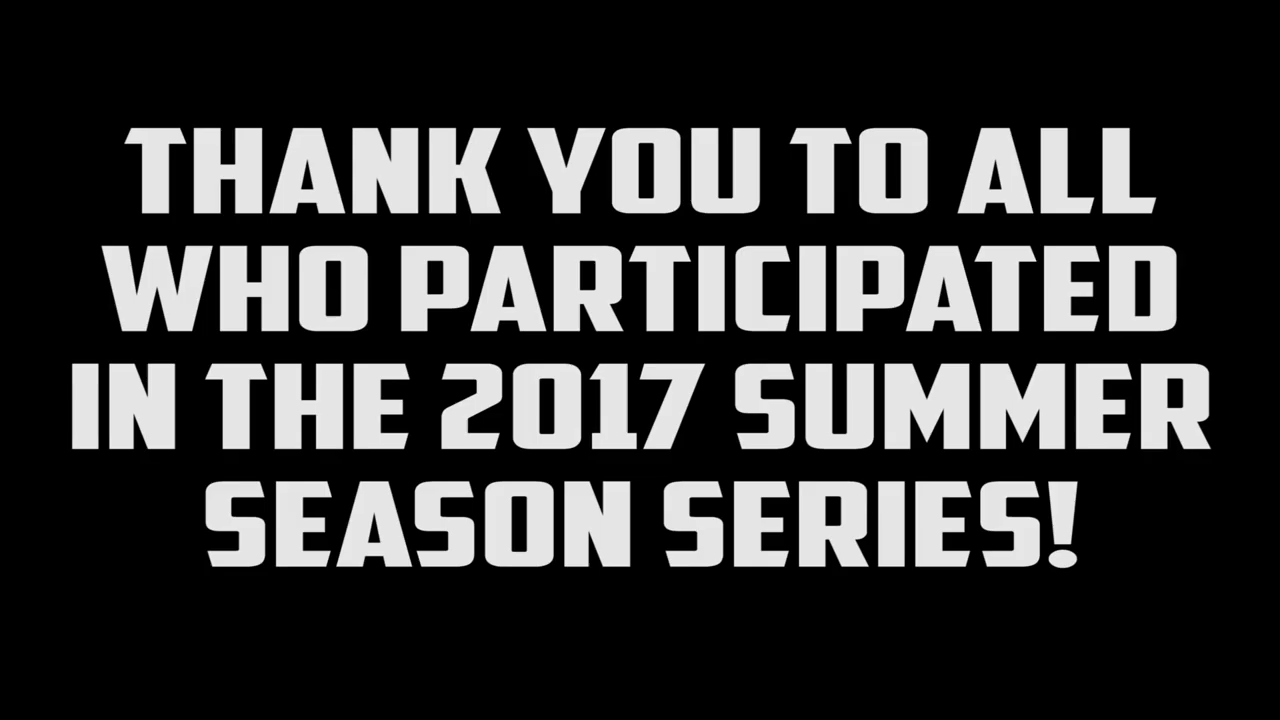 THANK YOU TO ALL
WHO PARTICIPATED
IN THE 2017 SUMMER
SEASON SERIES!